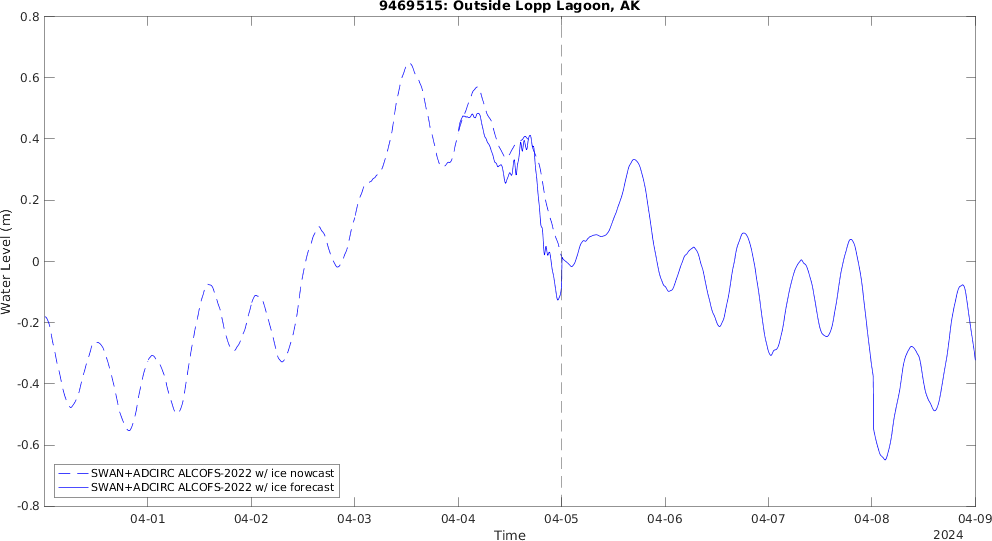 9469515: Outside Lopp Lagoon, AK
Water Level (m)
0.8
0.6
0.4
0.2
0
-0.2
-0.4
-0.6
-0.8
SWAN+ADCIRC ALCOFS-2022 w/ ice nowcast
SWAN+ADCIRC ALCOFS-2022 w/ ice forecast
04-01 04-02 04-03 04-04 04-05 04-06 04-07 04-08 04-09
Time
2024